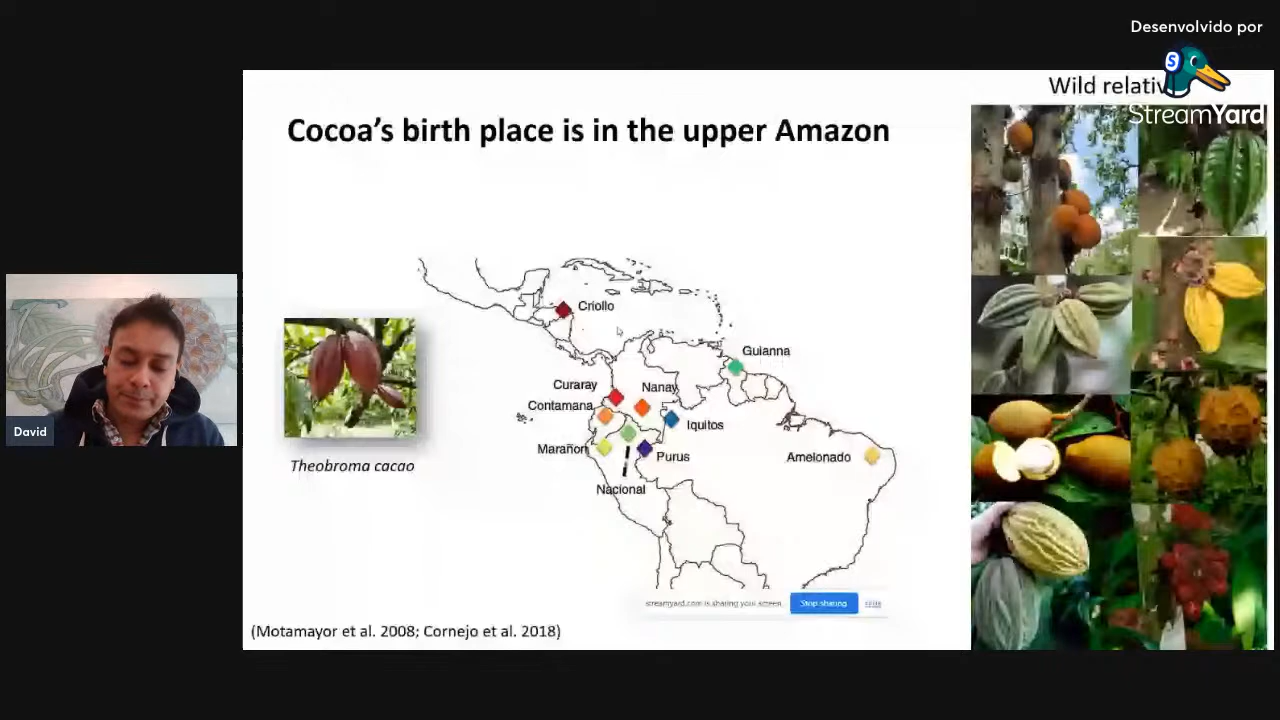 Desenvolvido por
StreamYard
Wild relativ
Cocoa's birth place is in the upper Amazon
Criollo
Guianna
Curaray
Nanay
Contamana
Iquitos
Marañon
Purus
Amelonado
Nacional
Theobroma cacao
David
streamyard.com is sharing your screen.
Stop sharing
(Motamayor et al. 2008; Cornejo et al. 2018)